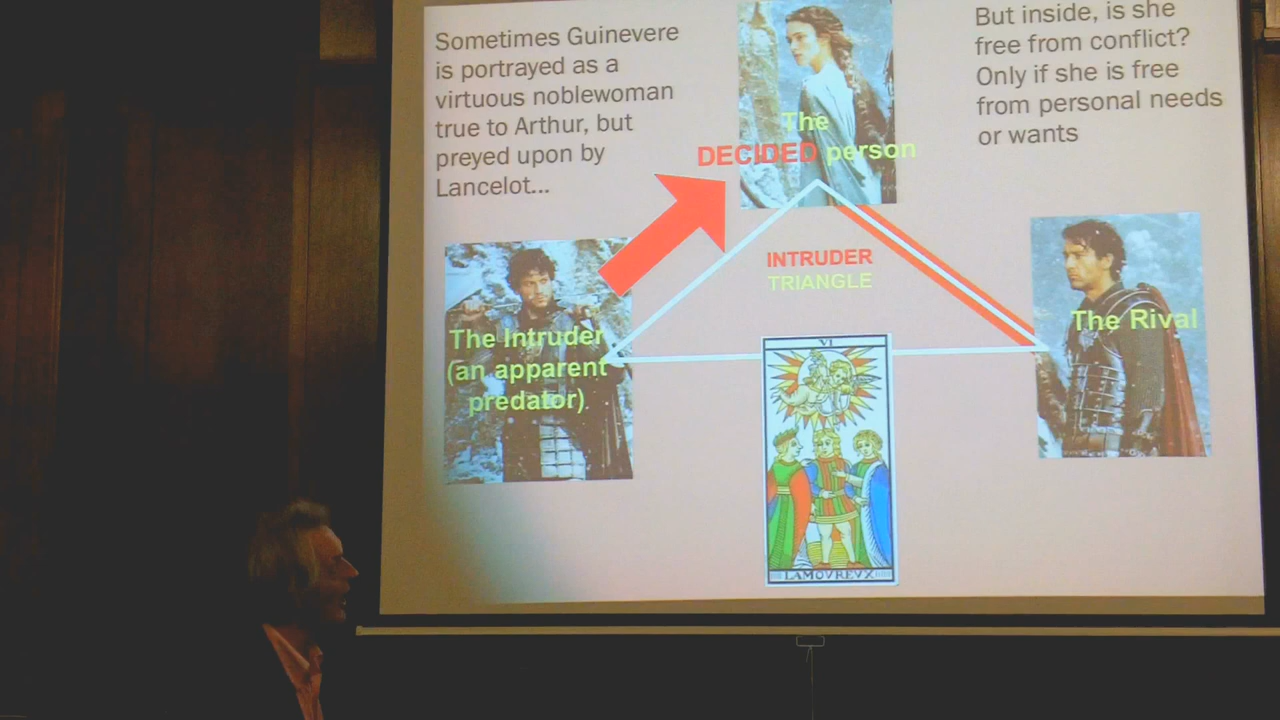 Sometimes Guinevere
is portrayed as a
virtuous noblewoman
true to Arthur, but
preyed upon by
Lancelot...
The
DECIDED person
But inside, is she
free from conflict?
Only if she is free
from personal needs
or wants
INTRUDER
TRIANGLE
The Intruder
(an apparent
predator)
The Rival
VI
LAMOVREVX